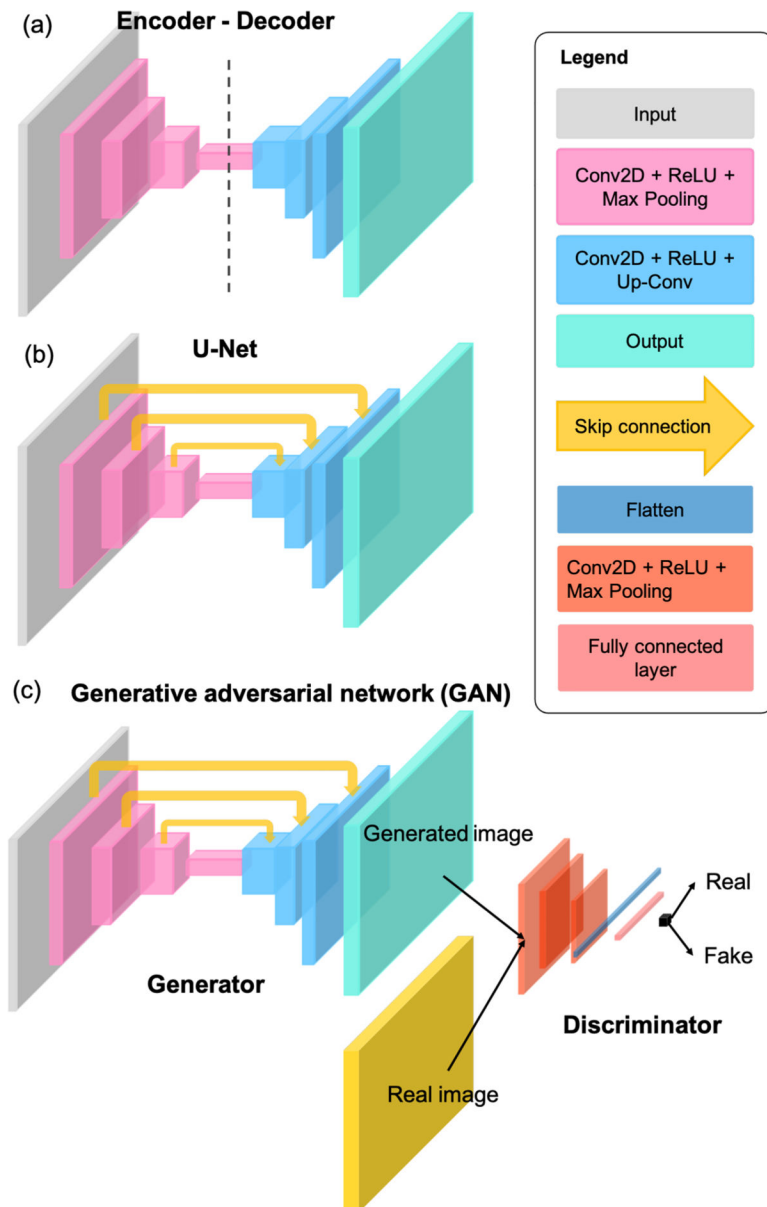 (a)
Encoder - Decoder
Legend
Input
Conv2D + ReLU +
Max Pooling
Conv2D + ReLU +
Up-Conv
Output
Skip connection
Flatten
Conv2D + ReLU +
Max Pooling
Fully connected
layer
(b)
U-Net
(c)
Generative adversarial network (GAN)
Generated image
Real
Fake
Generator
Discriminator
Real image